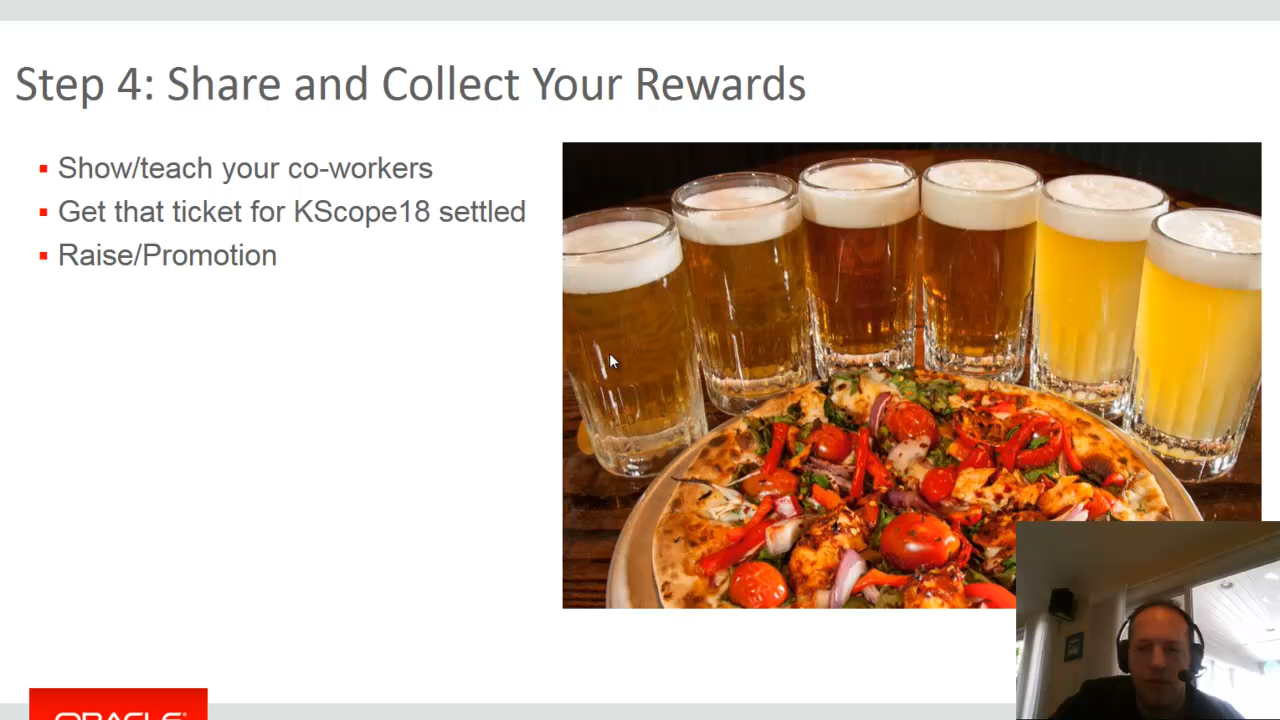 Step 4: Share and Collect Your Rewards
Show/teach your co-workers
Get that ticket for KScope18 settled
Raise/Promotion
ORACLE